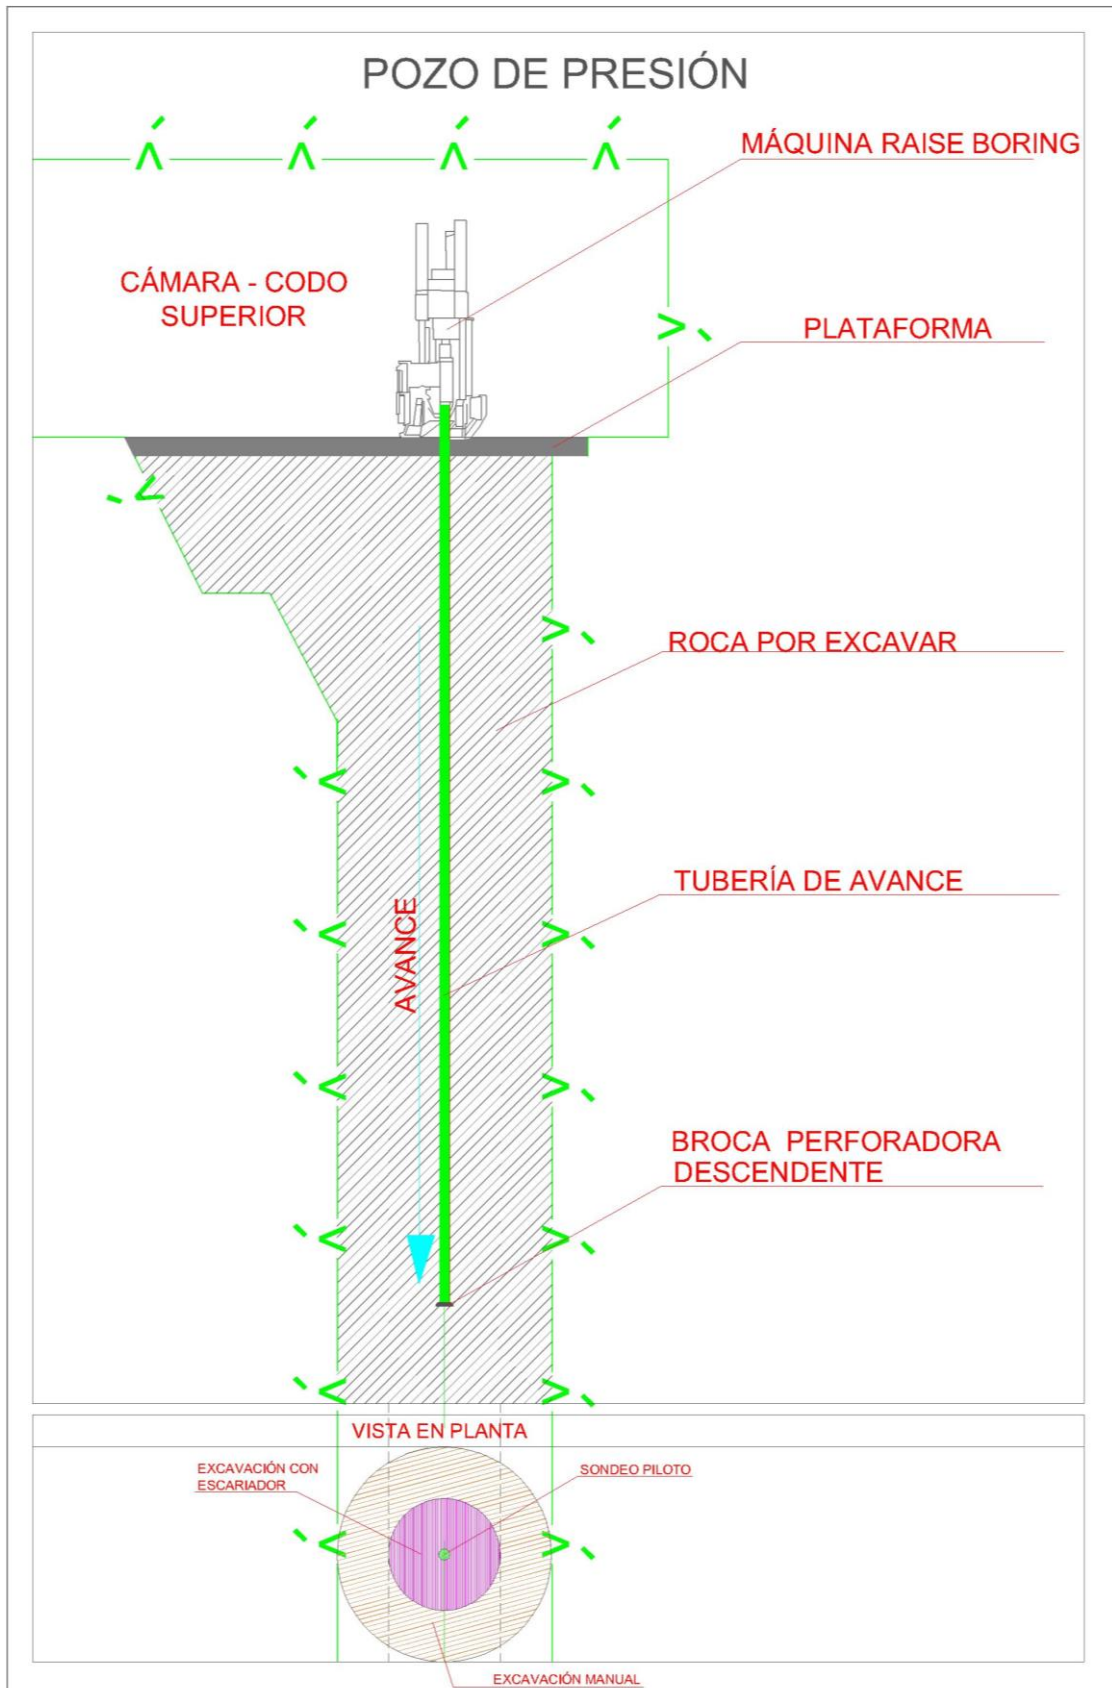 POZO DE PRESIÓN
MÁQUINA RAISE BORING
CÁMARA - CODO
SUPERIOR
PLATAFORMA
ROCA POR EXCAVAR
TUBERÍA DE AVANCE
AVANCE
BROCA PERFORADORA
DESCENDENTE
VISTA EN PLANTA
EXCAVACIÓN CON
ESCARIADOR
SONDEO PILOTO
EXCAVACIÓN MANUAL